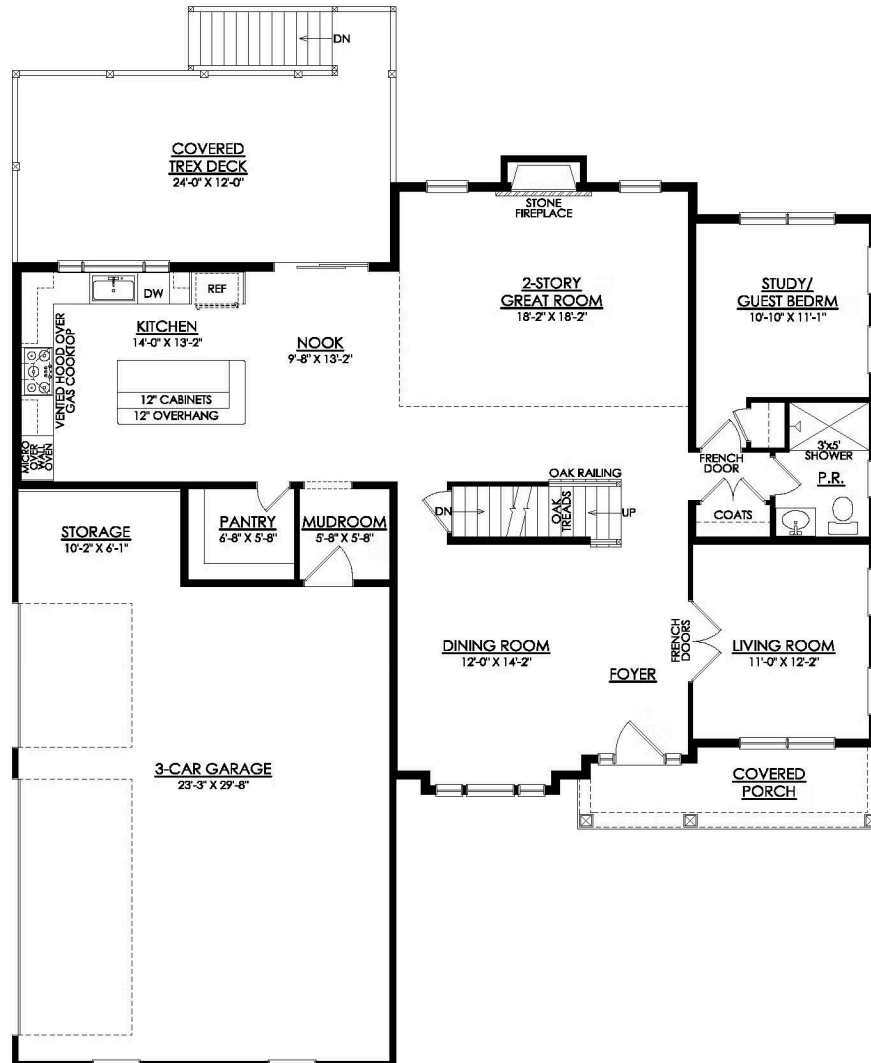 DN
COVERED
TREX DECK
24'-0" X 12'-0"
STONE
FIREPLACE
DW
REF
KITCHEN
14'-0" X 13'-2"
NOOK
9'-8" X 13'-2"
2-STORY
GREAT ROOM
18'-2" X 18'-2"
STUDY/
GUEST BEDRM
10'-10" X 11'-1"
VENTED HOOD OVER
GAS COOKTOP
12" CABINETS
12" OVERHANG
MICRO
OVER
WALL
OVEN
FRENCH
DOOR
3'x5'
SHOWER
P.R.
OAK RAILING
OAK
TREADS
DN
UP
COATS
STORAGE
10'-2" X 6'-1"
PANTRY
6'-8" X 5'-8"
MUDROOM
5'-8" X 5'-8"
DINING ROOM
12'-0" X 14'-2"
FOYER
FRENCH
DOORS
LIVING ROOM
11'-0" X 12'-2"
3-CAR GARAGE
23'-3" X 29'-8"
COVERED
PORCH